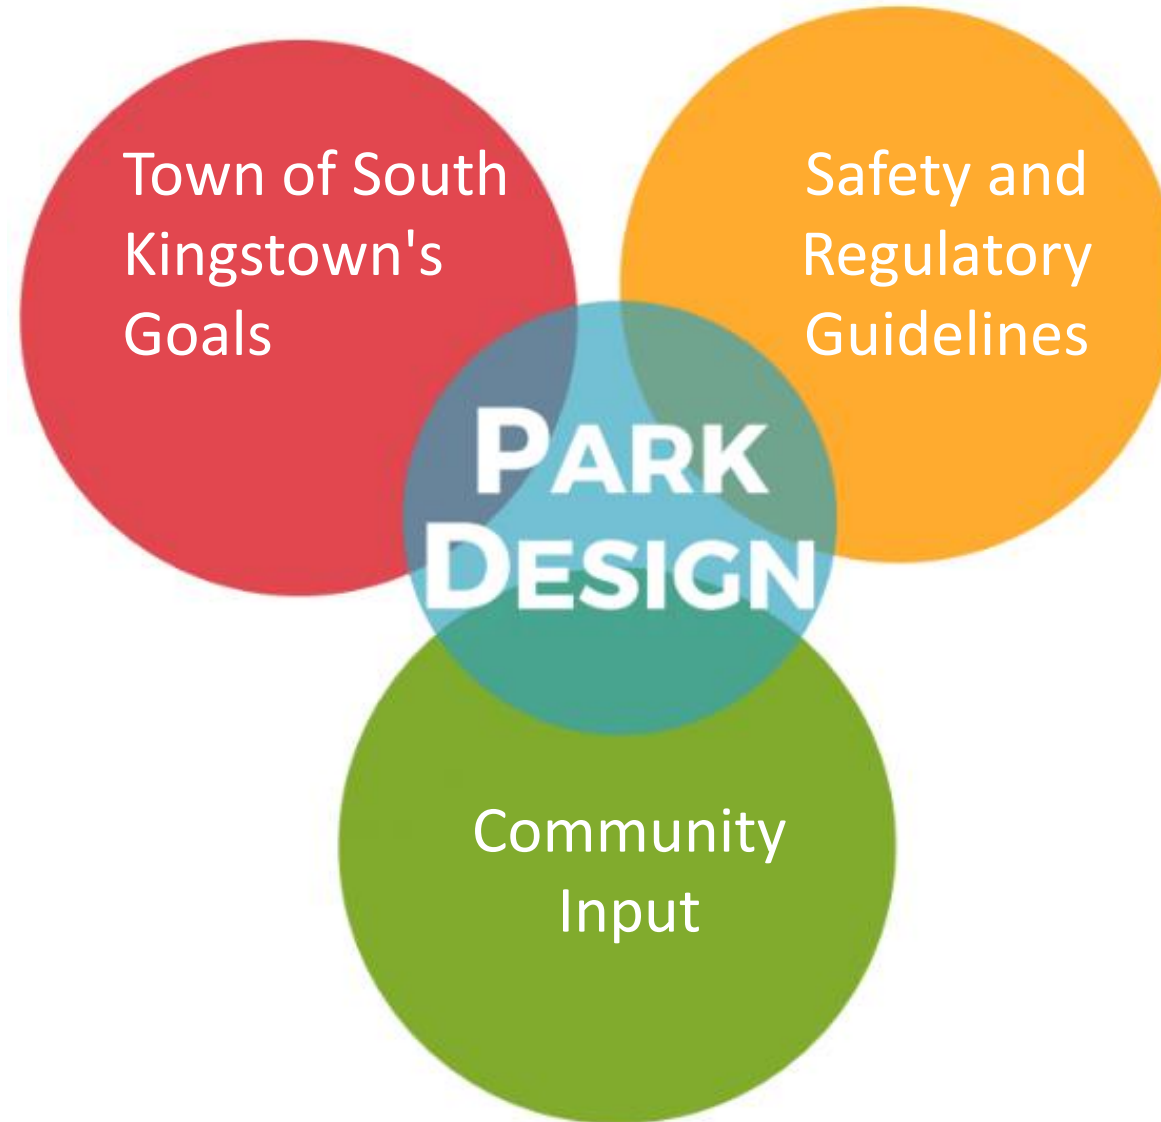 Town of South
Kingstown's
Goals
Safety and
Regulatory
Guidelines
PARK
DESIGN
Community
Input